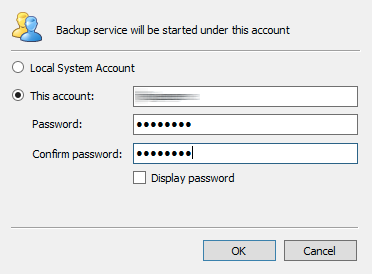 Backup service will be started under this account
Local System Account
This account:
Password: ●●●●●●●●
Confirm password: ●●●●●●●●
Display password
OK Cancel